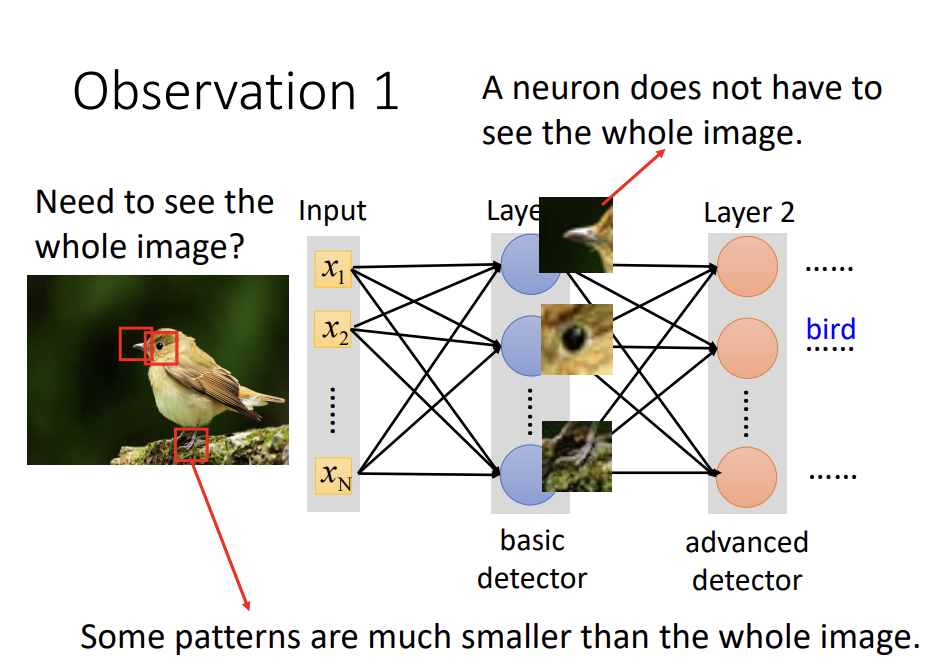 Observation 1
A neuron does not have to
see the whole image.
Need to see the
whole image?
Input
Laye
Layer 2
x1
x2
xN
……
……
……
……
bird
……
……
basic
detector
advanced
detector
Some patterns are much smaller than the whole image.